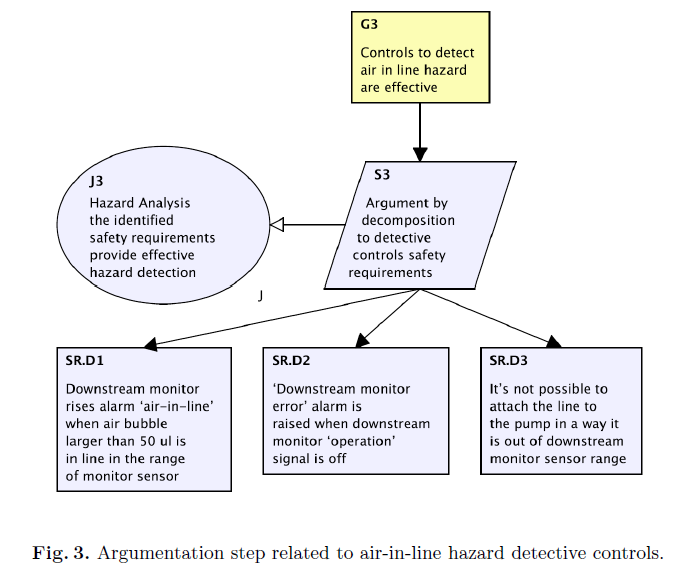 G3
Controls to detect
air in line hazard
are effective
J3
Hazard Analysis
the identified
safety requirements
provide effective
hazard detection
J
S3
Argument by
decomposition
to detective
controls safety
requirements
SR.D1
Downstream monitor
rises alarm ‘air-in-line’
when air bubble
larger than 50 ul is
in line in the range
of monitor sensor
SR.D2
‘Downstream monitor
error’ alarm is
raised when downstream
monitor ‘operation’
signal is off
SR.D3
It's not possible to
attach the line to
the pump in a way it
is out of downstream
monitor sensor range
Fig. 3. Argumentation step related to air-in-line hazard detective controls.